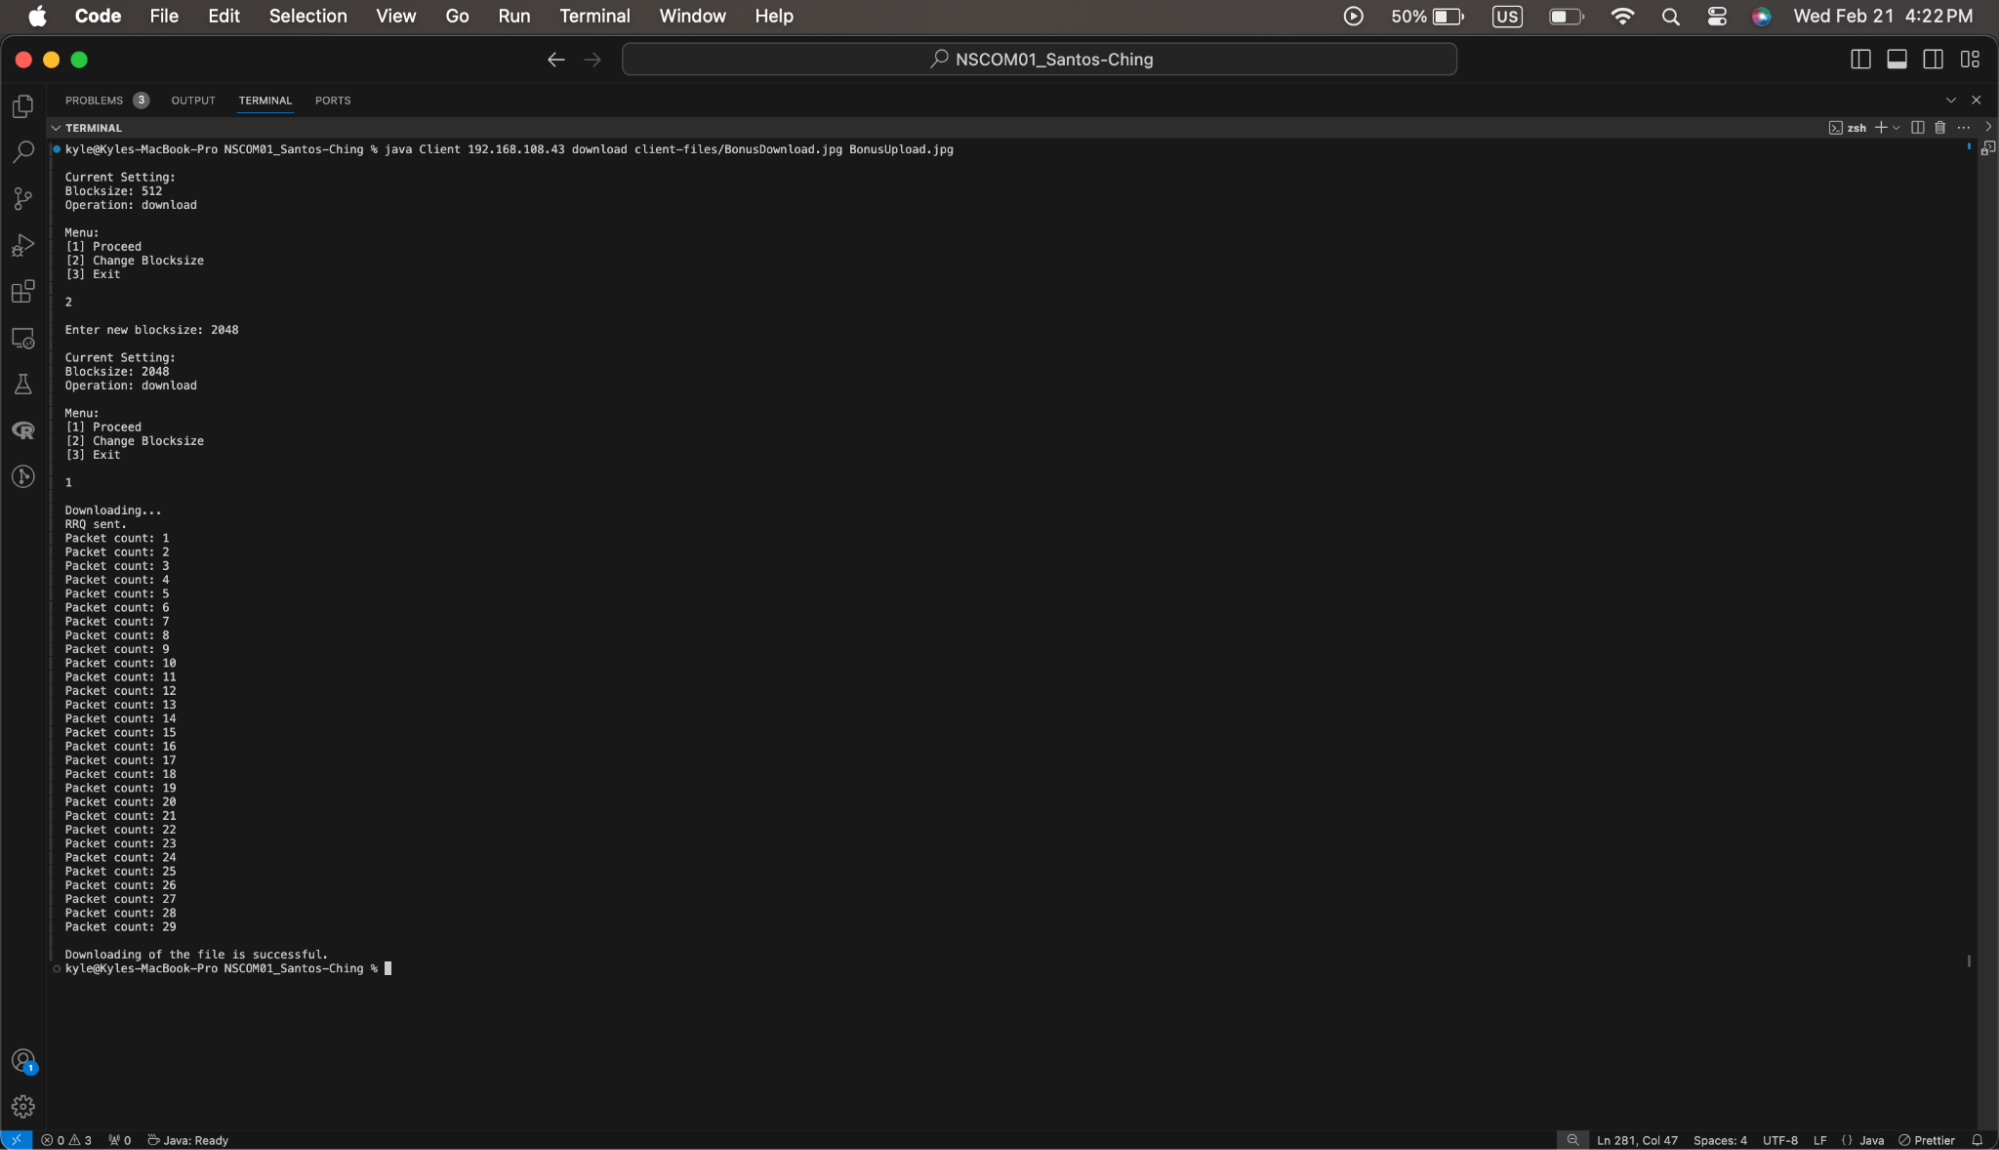 Code File Edit Selection View Go Run Terminal Window Help 50% US Wed Feb 21 4:22 PM
NSCOM01_Santos-Ching
PROBLEMS 3 OUTPUT TERMINAL PORTS
TERMINAL zsh
kyle@Kyles-MacBook-Pro NSCOM01_Santos-Ching % java Client 192.168.108.43 download client-files/BonusDownload.jpg BonusUpload.jpg
Current Setting:
Blocksize: 512
Operation: download
Menu:
[1] Proceed
[2] Change Blocksize
[3] Exit
2
Enter new blocksize: 2048
Current Setting:
Blocksize: 2048
Operation: download
Menu:
[1] Proceed
[2] Change Blocksize
[3] Exit
1
Downloading...
RRQ sent.
Packet count: 1
Packet count: 2
Packet count: 3
Packet count: 4
Packet count: 5
Packet count: 6
Packet count: 7
Packet count: 8
Packet count: 9
Packet count: 10
Packet count: 11
Packet count: 12
Packet count: 13
Packet count: 14
Packet count: 15
Packet count: 16
Packet count: 17
Packet count: 18
Packet count: 19
Packet count: 20
Packet count: 21
Packet count: 22
Packet count: 23
Packet count: 24
Packet count: 25
Packet count: 26
Packet count: 27
Packet count: 28
Packet count: 29
Downloading of the file is successful.
kyle@Kyles-MacBook-Pro NSCOM01_Santos-Ching %
1
0 3 0 Java: Ready Ln 281, Col 47 Spaces: 4 UTF-8 LF {} Java Prettier